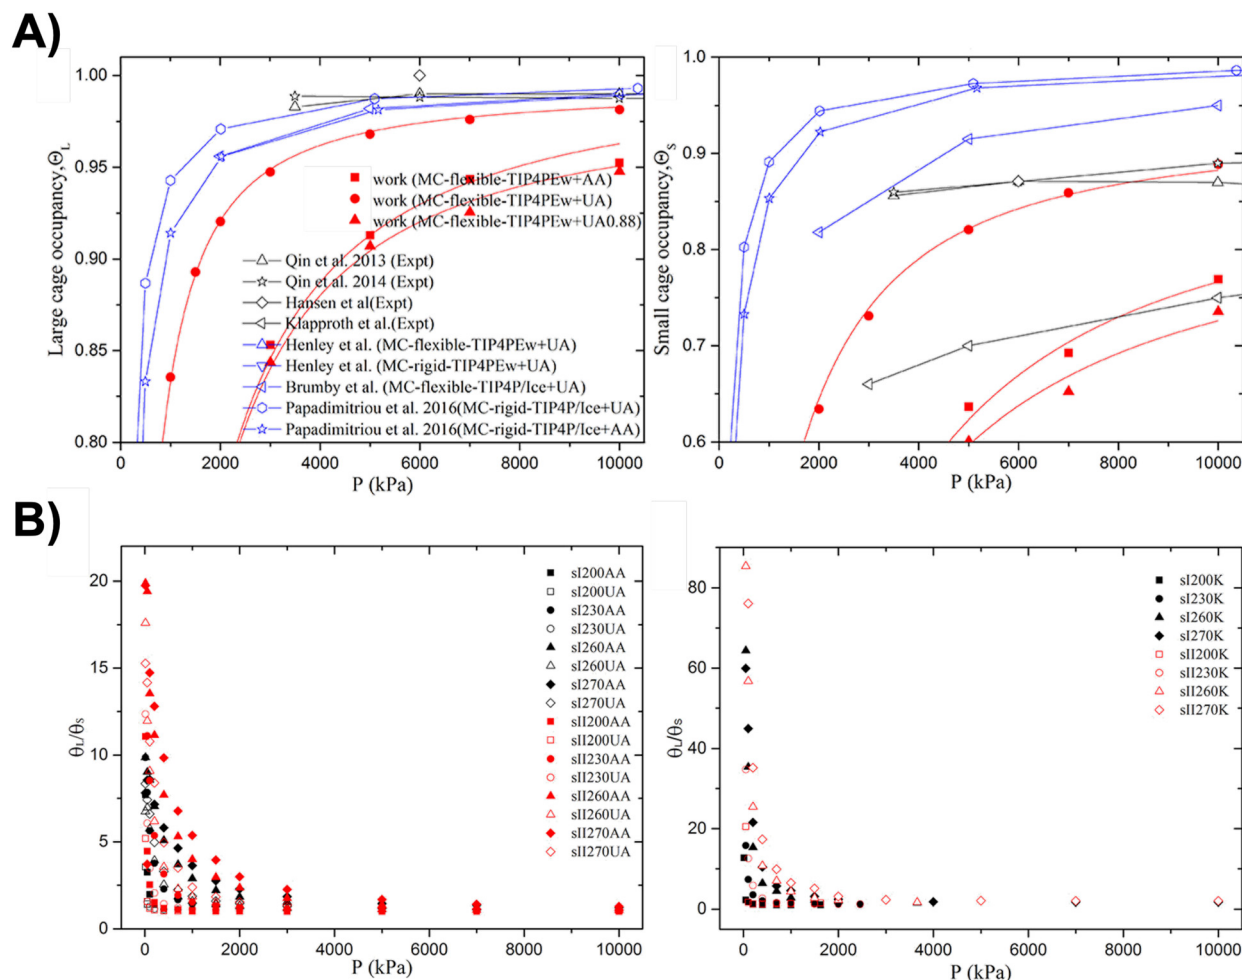 A)
Large cage occupancy,ΘL
1.00
0.95
0.90
0.85
0.80
work (MC-flexible-TIP4PEw+AA)
work (MC-flexible-TIP4PEw+UA)
work (MC-flexible-TIP4PEw+UA0.88)
Qin et al. 2013 (Expt)
Qin et al. 2014 (Expt)
Hansen et al(Expt)
Klapproth et al.(Expt)
Henley et al. (MC-flexible-TIP4PEw+UA)
Henley et al. (MC-rigid-TIP4PEw+UA)
Brumby et al. (MC-flexible-TIP4P/Ice+UA)
Papadimitriou et al. 2016(MC-rigid-TIP4P/Ice+UA)
Papadimitriou et al. 2016(MC-rigid-TIP4P/Ice+AA)
0 2000 4000 6000 8000 10000
P (kPa)
Small cage occupancy,ΘS
1.0
0.9
0.8
0.7
0.6
0 2000 4000 6000 8000 10000
P (kPa)
B)
θL/θs
20
15
10
5
0
sI200AA
sI200UA
sI230AA
sI230UA
sI260AA
sI260UA
sI270AA
sI270UA
sII200AA
sII200UA
sII230AA
sII230UA
sII260AA
sII260UA
sII270AA
sII270UA
0 2000 4000 6000 8000 10000
P (kPa)
θL/θs
80
60
40
20
0
sI200K
sI230K
sI260K
sI270K
sII200K
sII230K
sII260K
sII270K
0 2000 4000 6000 8000 10000
P (kPa)